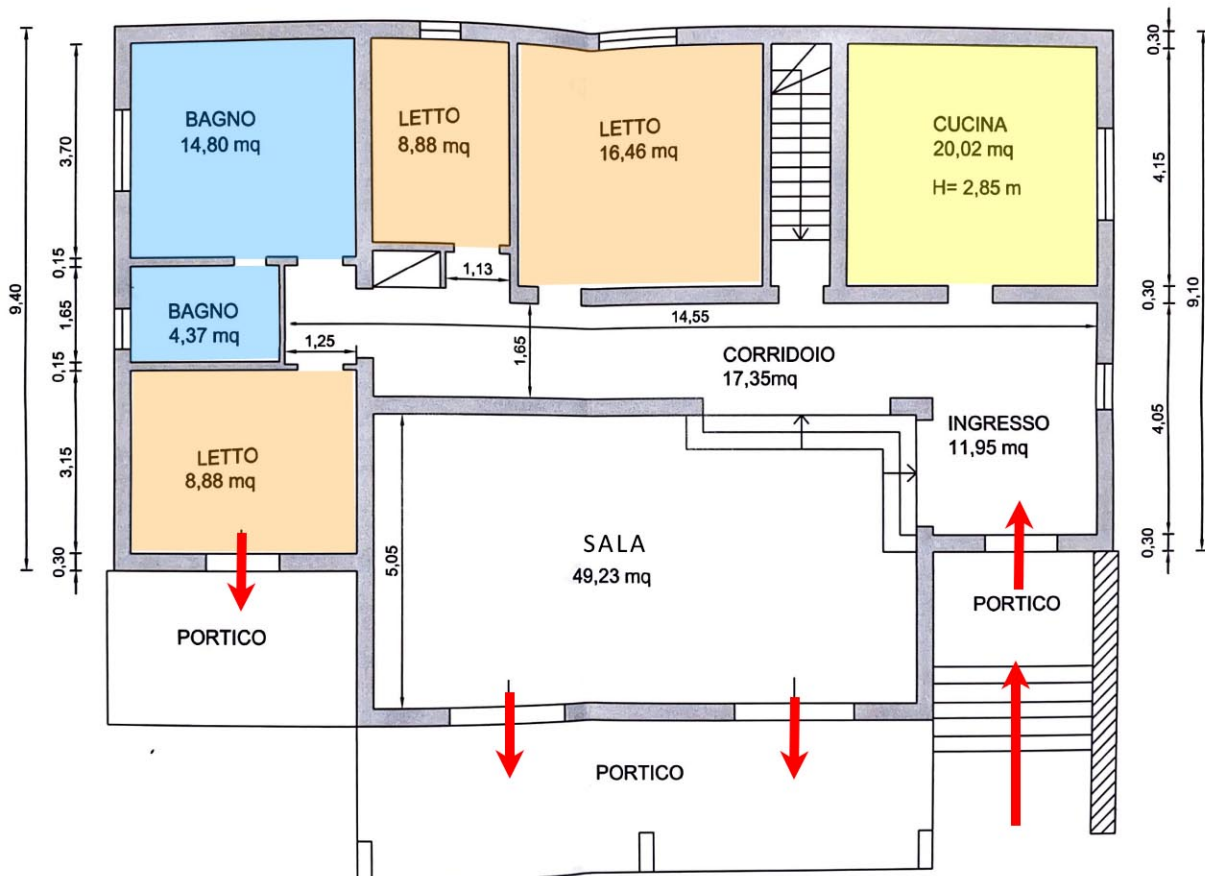 BAGNO
14,80 mq
LETTO
8,88 mq
LETTO
16,46 mq
CUCINA
20,02 mq
H= 2,85 m
BAGNO
4,37 mq
1,13
14,55
1,25
1,65
CORRIDOIO
17,35mq
INGRESSO
11,95 mq
LETTO
8,88 mq
5,05
SALA
49,23 mq
PORTICO
PORTICO
PORTICO
9,40
3,70
0,15
1,65
0,15
3,15
0,30
0,30
4,15
0,30
4,05
0,30
9,10